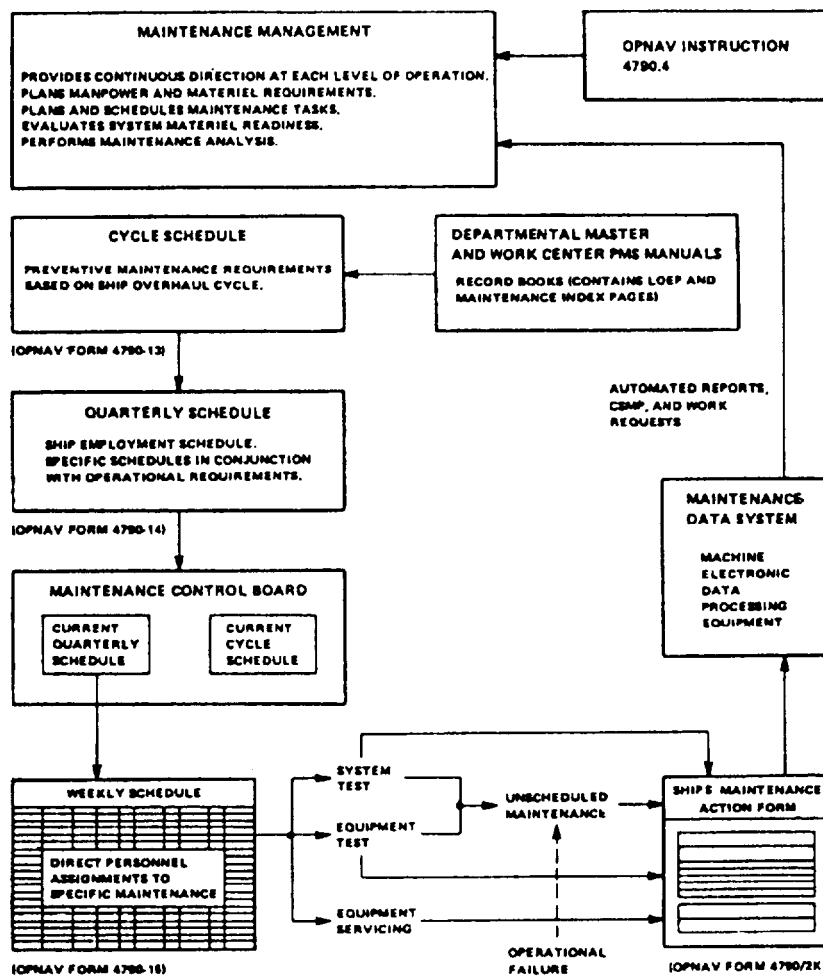 MAINTENANCE MANAGEMENT
PROVIDES CONTINUOUS DIRECTION AT EACH LEVEL OF OPERATION.
PLANS MANPOWER AND MATERIEL REQUIREMENTS.
PLANS AND SCHEDULES MAINTENANCE TASKS.
EVALUATES SYSTEM MATERIEL READINESS.
PERFORMS MAINTENANCE ANALYSIS.
OPNAV INSTRUCTION
4790.4
CYCLE SCHEDULE
PREVENTIVE MAINTENANCE REQUIREMENTS
BASED ON SHIP OVERHAUL CYCLE.
(OPNAV FORM 4790-13)
DEPARTMENTAL MASTER
AND WORK CENTER PMS MANUALS
RECORD BOOKS (CONTAINS LOEP AND
MAINTENANCE INDEX PAGES)
QUARTERLY SCHEDULE
SHIP EMPLOYMENT SCHEDULE.
SPECIFIC SCHEDULES IN CONJUNCTION
WITH OPERATIONAL REQUIREMENTS.
(OPNAV FORM 4790-14)
AUTOMATED REPORTS,
CSMP, AND WORK
REQUESTS
MAINTENANCE CONTROL BOARD
CURRENT
QUARTERLY
SCHEDULE
CURRENT
CYCLE
SCHEDULE
MAINTENANCE
DATA SYSTEM
MACHINE
ELECTRONIC
DATA
PROCESSING
EQUIPMENT
WEEKLY SCHEDULE
DIRECT PERSONNEL
ASSIGNMENTS TO
SPECIFIC MAINTENANCE
(OPNAV FORM 4790-15)
SYSTEM
TEST
EQUIPMENT
TEST
EQUIPMENT
SERVICING
UNSCHEDULED
MAINTENANCE
OPERATIONAL
FAILURE
SHIPS MAINTENANCE
ACTION FORM
(OPNAV FORM 4790/2K)